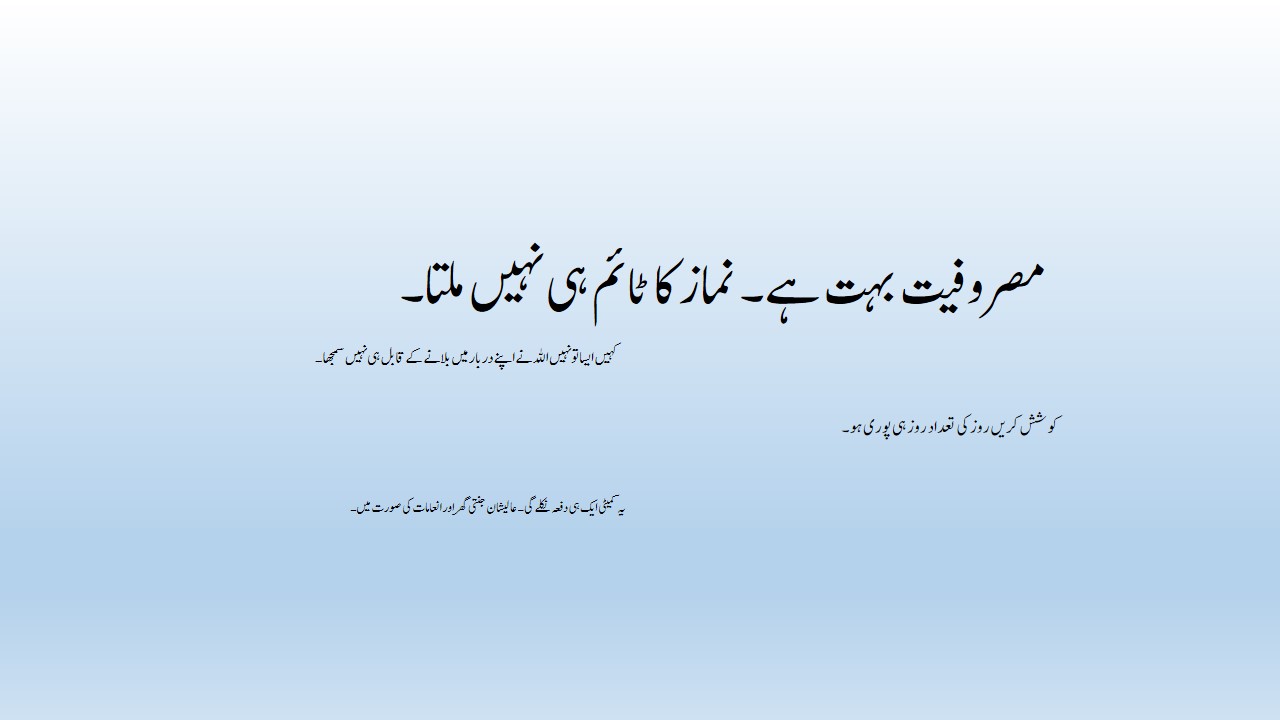 مصروفیت بہت ہے۔ نماز کا ٹائم ہی نہیں ملتا۔
کہیں ایسا تو نہیں اللہ نے اپنے دربار میں بلانے کے قابل ہی نہیں سمجھا۔
کوشش کریں روز کی تعداد روز ہی پوری ہو۔
یہ کمیٹی ایک ہی دفعہ نکلے گی۔ عالیشان جنتی گھر اور انعامات کی صورت میں۔